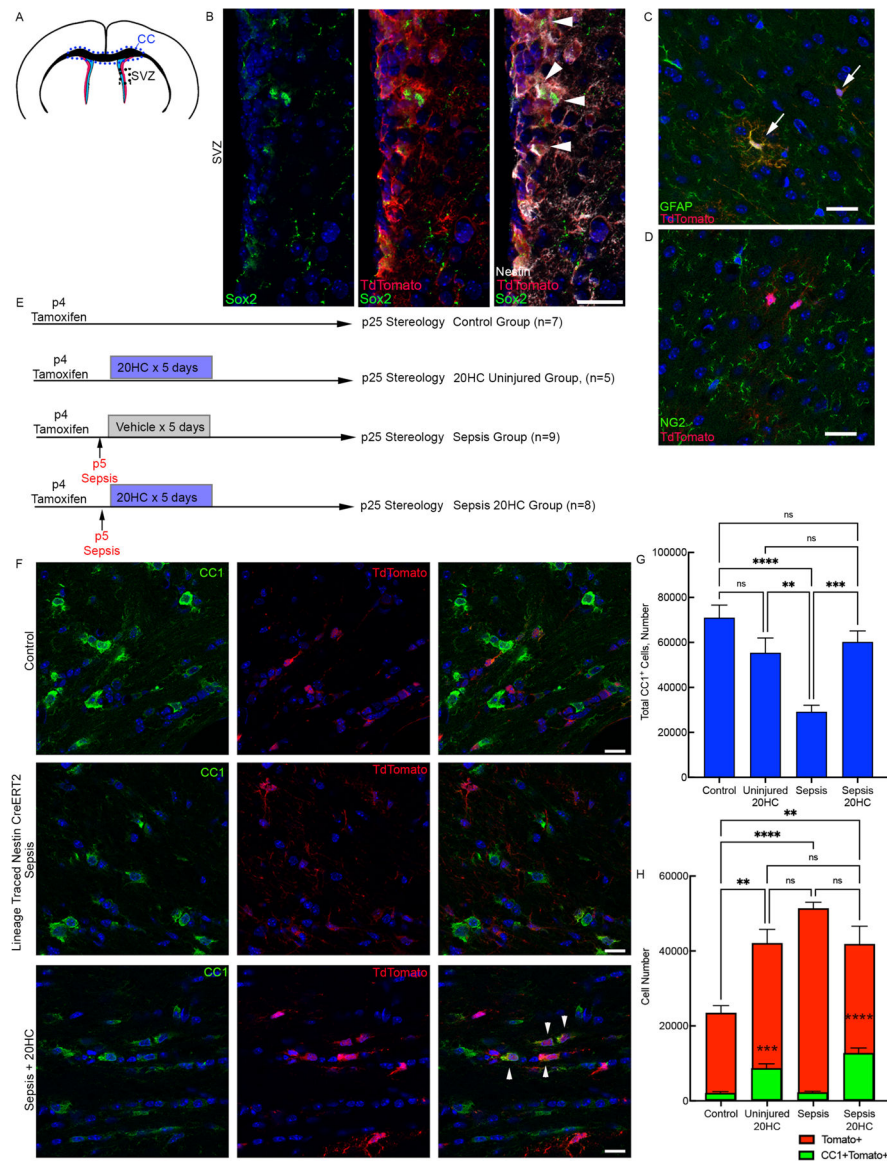 A
CC
SVZ
B
SVZ
Sox2
TdTomato
Sox2
Nestin
TdTomato
Sox2
C
GFAP
TdTomato
D
NG2
TdTomato
E
p4
Tamoxifen
p25 Stereology Control Group (n=7)
p4
Tamoxifen
20HC x 5 days
p25 Stereology 20HC Uninjured Group, (n=5)
p4
Tamoxifen
Vehicle x 5 days
p25 Stereology Sepsis Group (n=9)
p5
Sepsis
p4
Tamoxifen
20HC x 5 days
p25 Stereology Sepsis 20HC Group (n=8)
p5
Sepsis
F
Lineage Traced Nestin CreERT2
Control
CC1
TdTomato
Sepsis
CC1
TdTomato
Sepsis + 20HC
CC1
TdTomato
G
Total CC1+ Cells, Number
100000
80000
60000
40000
20000
0
ns
ns
****
ns
**
***
Control
Uninjured
20HC
Sepsis
Sepsis
20HC
H
Cell Number
60000
40000
20000
0
**
****
ns
**
ns
ns
***
****
Control
Uninjured
20HC
Sepsis
Sepsis
20HC
Tomato+
CC1+Tomato+